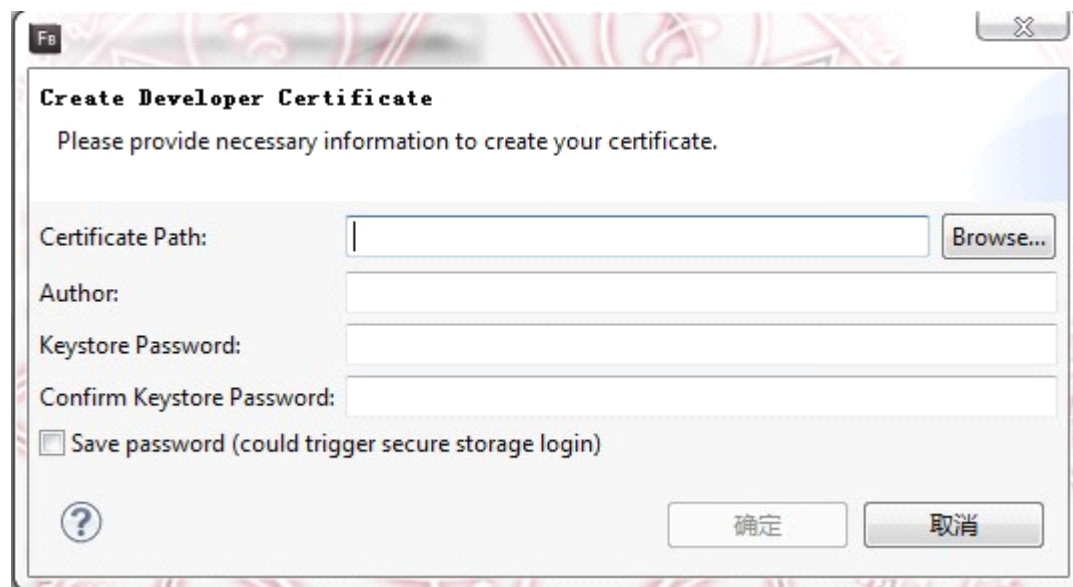 FB
Create Developer Certificate
Please provide necessary information to create your certificate.
Certificate Path:
Browse...
Author:
Keystore Password:
Confirm Keystore Password:
Save password (could trigger secure storage login)
?
确定
取消